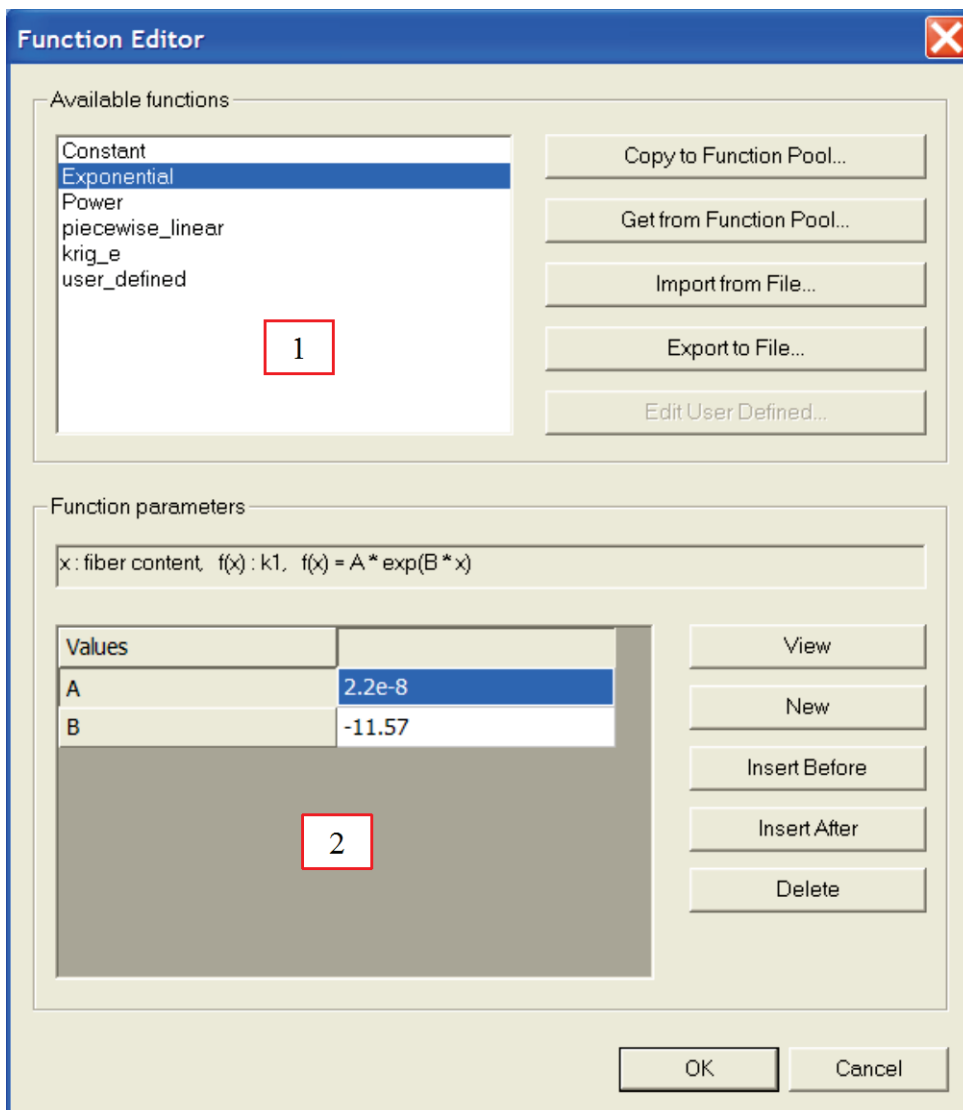 Function Editor
Available functions
Constant
Exponential
Power
piecewise_linear
krig_e
user_defined
1
Copy to Function Pool...
Get from Function Pool...
Import from File...
Export to File...
Edit User Defined...
Function parameters
x : fiber content,  f(x) : k1,  f(x) = A * exp(B * x)
Values
A 2.2e-8
B -11.57
2
View
New
Insert Before
Insert After
Delete
OK Cancel